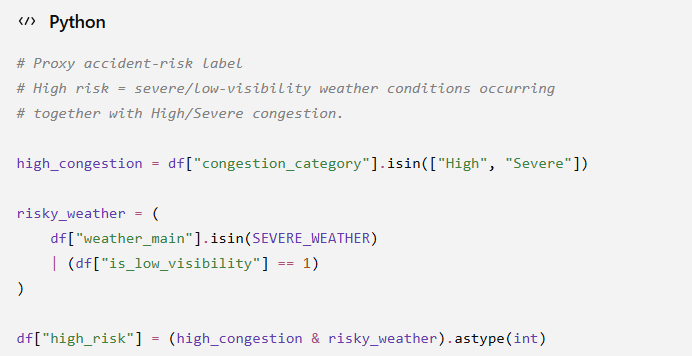 </> Python
# Proxy accident-risk label
# High risk = severe/low-visibility weather conditions occurring
# together with High/Severe congestion.
high_congestion = df["congestion_category"].isin(["High", "Severe"])
risky_weather = (
    df["weather_main"].isin(SEVERE_WEATHER)
    | (df["is_low_visibility"] == 1)
)
df["high_risk"] = (high_congestion & risky_weather).astype(int)